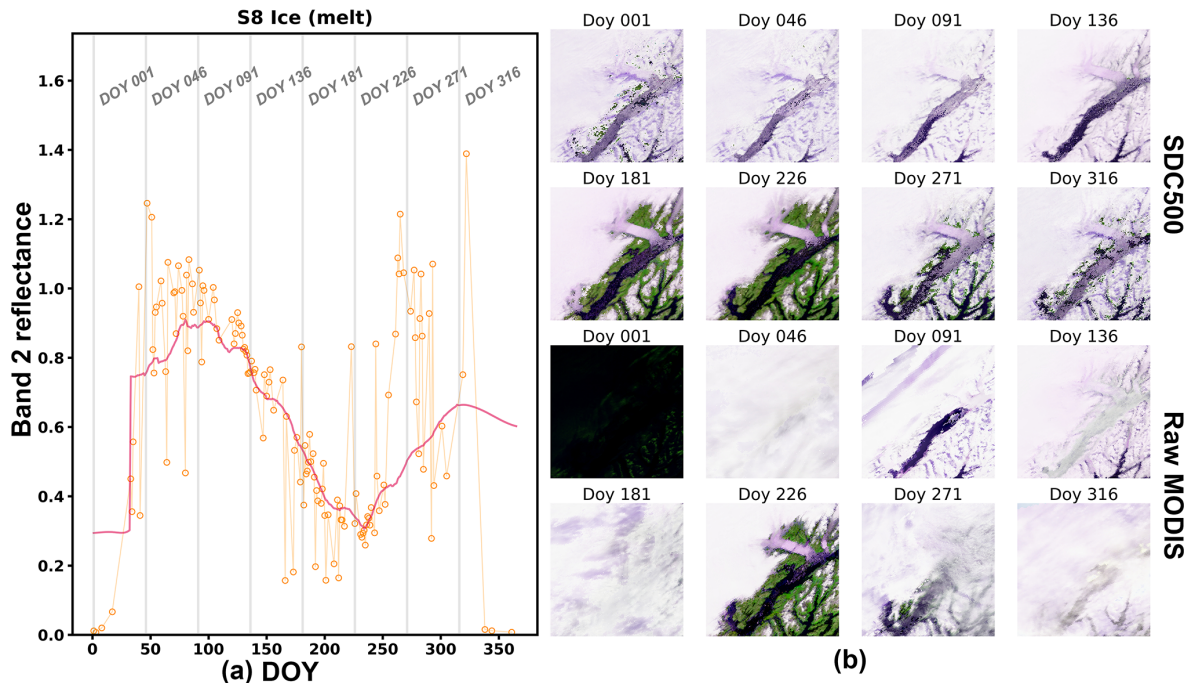 S8 Ice (melt)
Band 2 reflectance
1.6
1.4
1.2
1.0
0.8
0.6
0.4
0.2
0.0
DOY 001
DOY 046
DOY 091
DOY 136
DOY 181
DOY 226
DOY 271
DOY 316
0 50 100 150 200 250 300 350
(a) DOY
Doy 001 Doy 046 Doy 091 Doy 136
Doy 181 Doy 226 Doy 271 Doy 316
SDC500
Doy 001 Doy 046 Doy 091 Doy 136
Doy 181 Doy 226 Doy 271 Doy 316
Raw MODIS
(b)